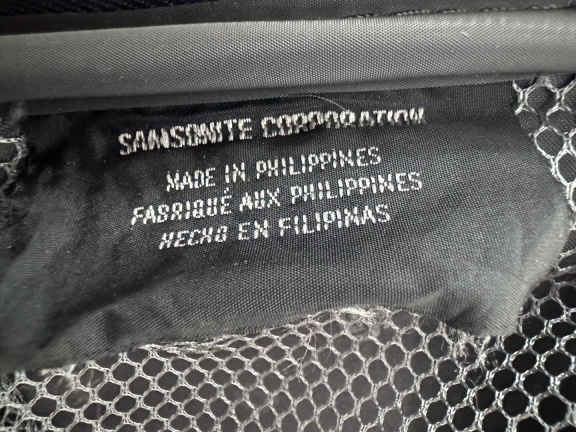 SAMSONITE CORPORATION
MADE IN PHILIPPINES
FABRIQUÉ AUX PHILIPPINES
HECHO EN FILIPINAS